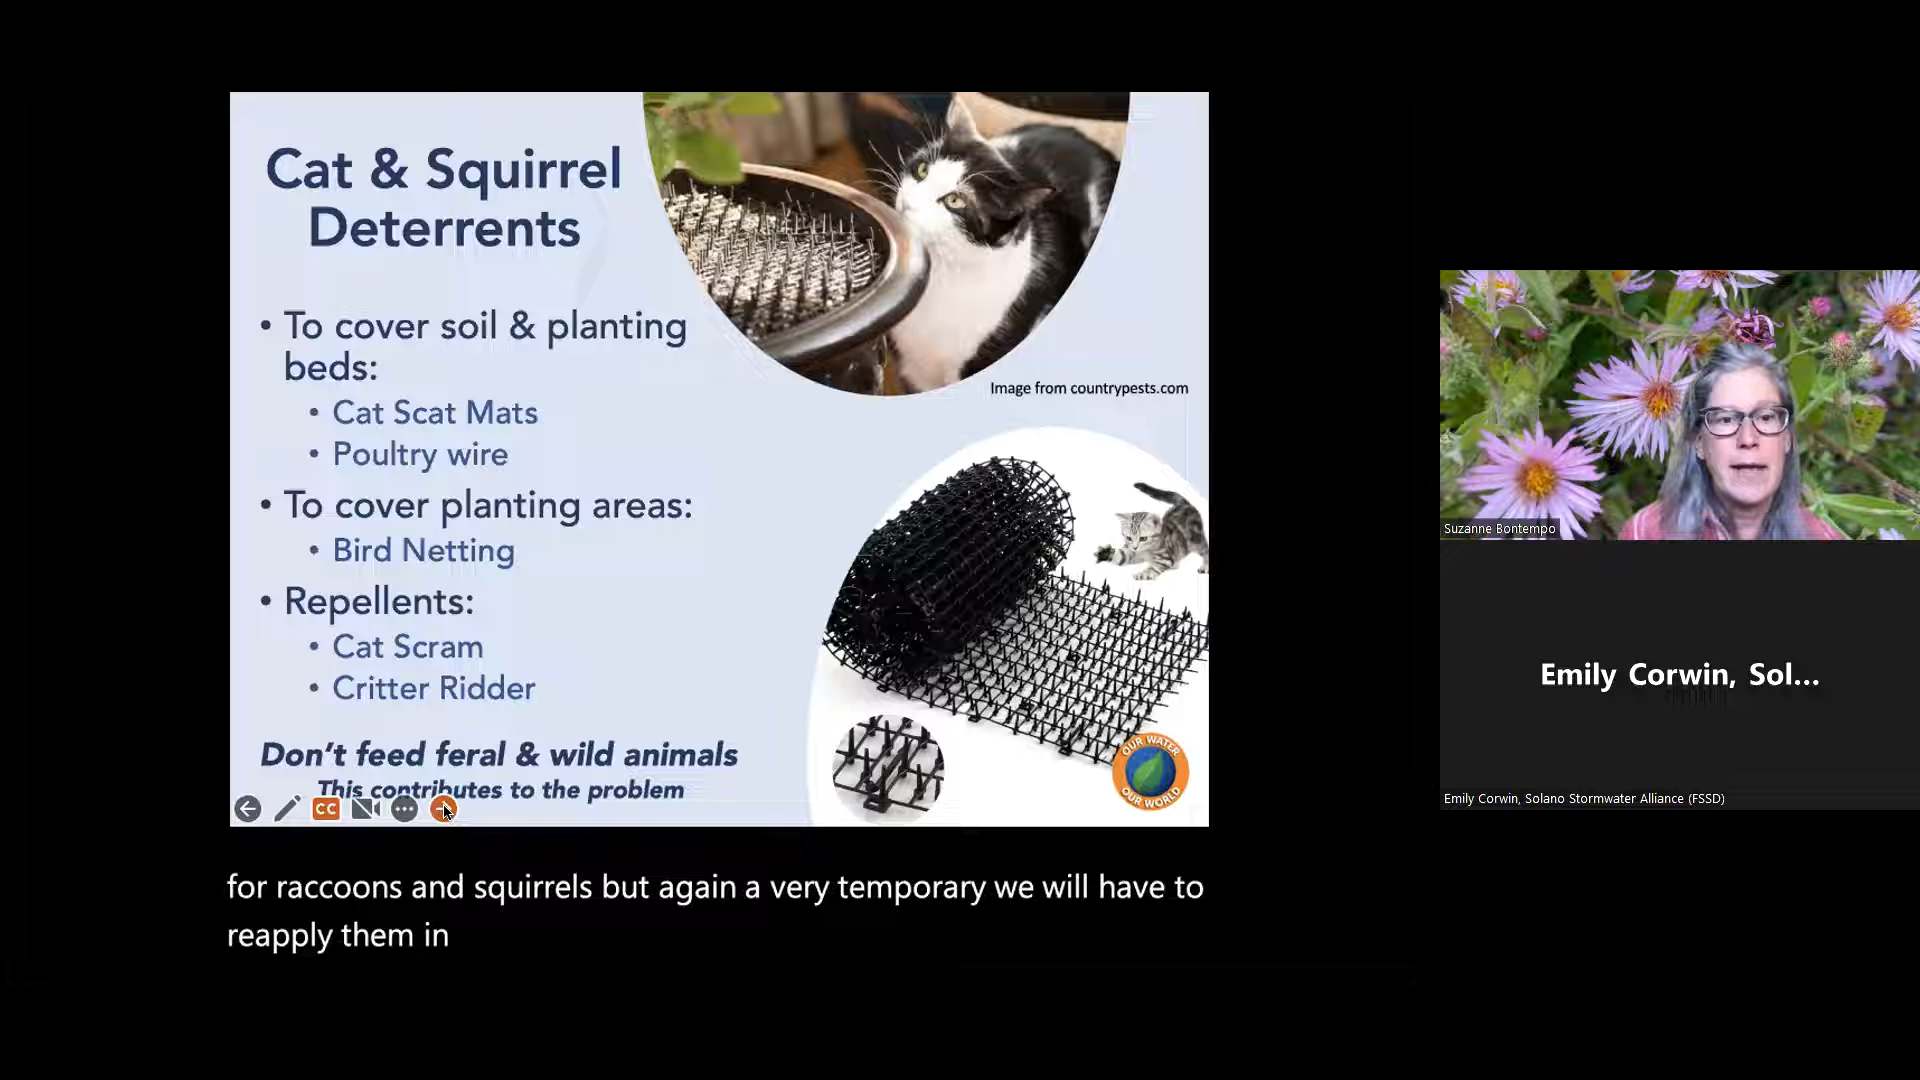 Cat & Squirrel
Deterrents
• To cover soil & planting
beds:
• Cat Scat Mats
• Poultry wire
• To cover planting areas:
• Bird Netting
• Repellents:
• Cat Scram
• Critter Ridder
Don't feed feral & wild animals
This contributes to the problem
Image from countrypests.com
OUR WATER
OUR WORLD
CC
for raccoons and squirrels but again a very temporary we will have to
reapply them in
Suzanne Bontempo
Emily Corwin, Sol...
Emily Corwin, Solano Stormwater Alliance (FSSD)